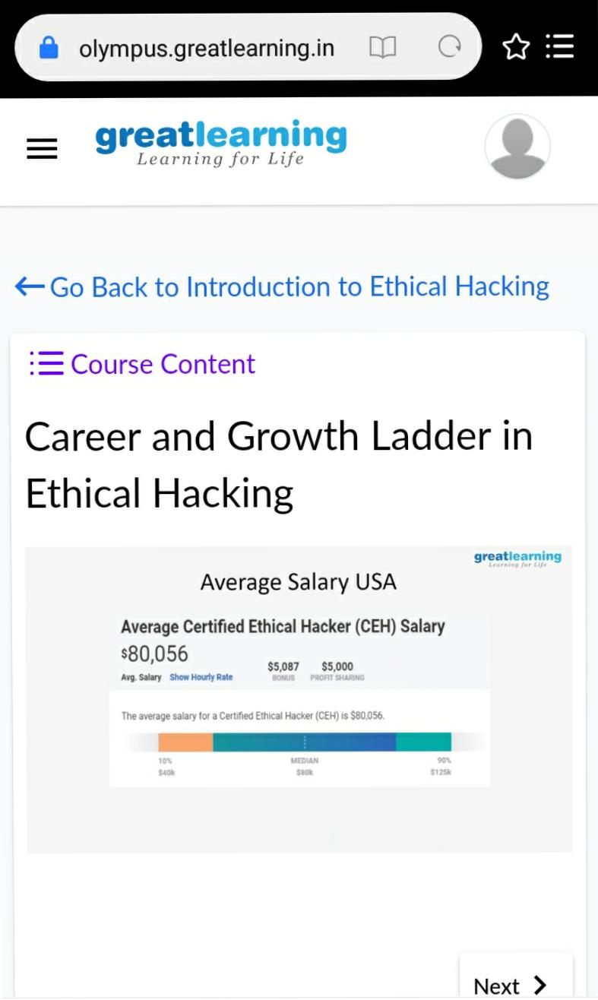 olympus.greatlearning.in
greatlearning
Learning for Life
Go Back to Introduction to Ethical Hacking
Course Content
Career and Growth Ladder in
Ethical Hacking
greatlearning
Learning for Life
Average Salary USA
Average Certified Ethical Hacker (CEH) Salary
$80,056
$5,087 $5,000
Avg. Salary Show Hourly Rate BONUS PROFIT SHARING
The average salary for a Certified Ethical Hacker (CEH) is $80,056.
10% MEDIAN 90%
$40k $80k $125k
Next